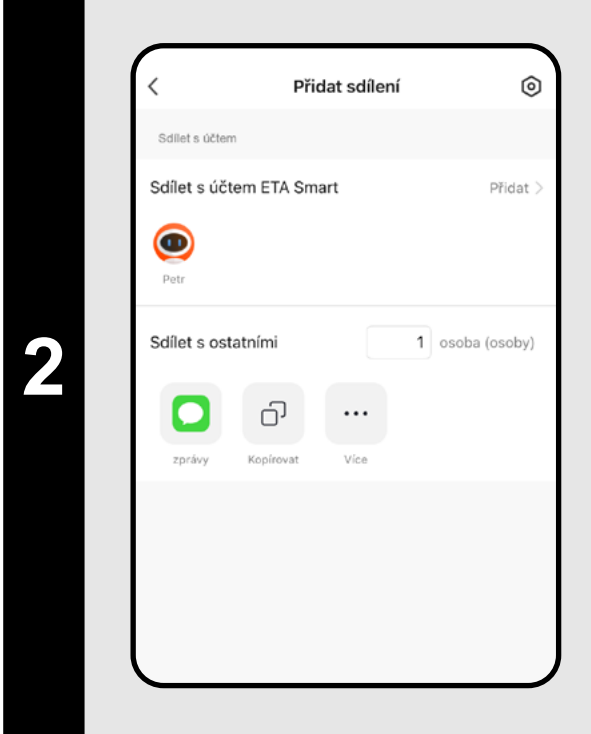 2
Přidat sdílení
Sdílet s účtem
Sdílet s účtem ETA Smart
Přidat >
Petr
Sdílet s ostatními
1 osoba (osoby)
zprávy
Kopírovat
Více